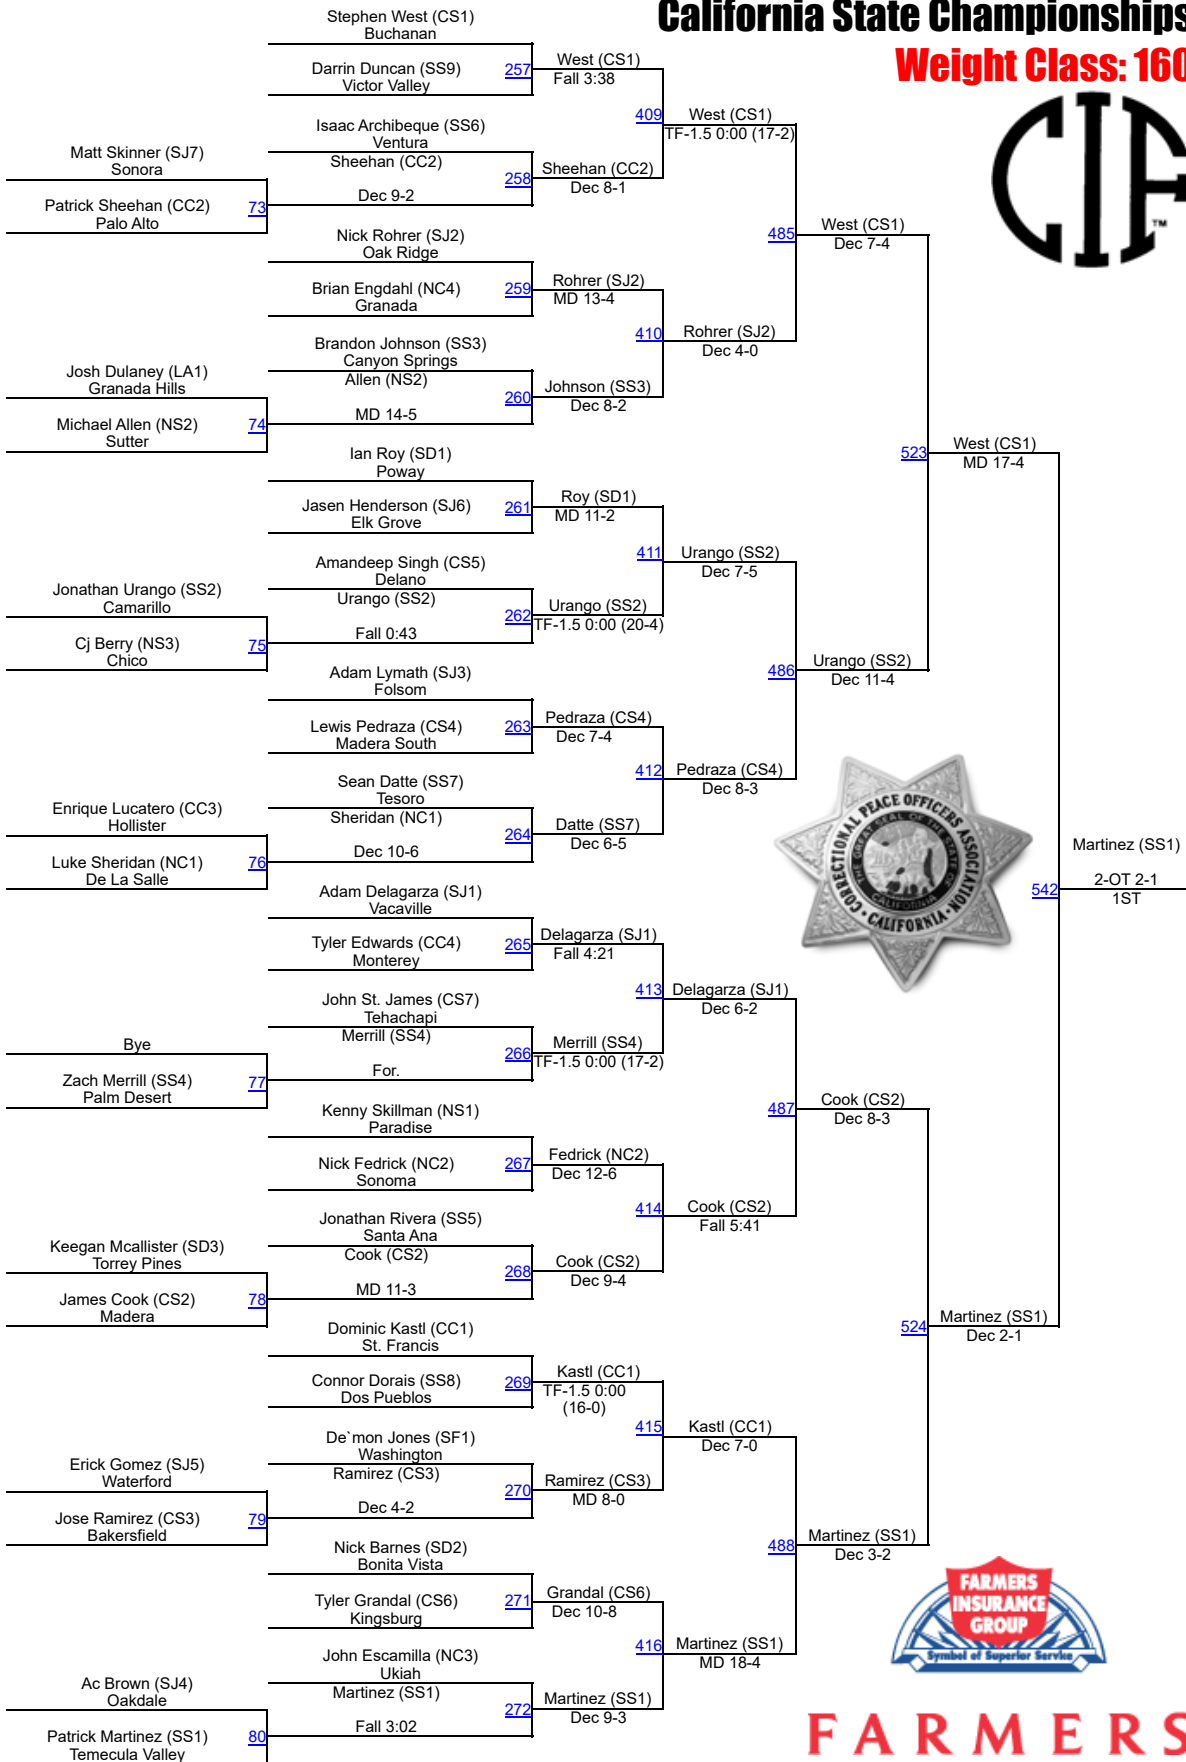 California State Championships
Weight Class: 160
CIF
TM
Matt Skinner (SJ7)
Sonora
Patrick Sheehan (CC2)
Palo Alto
73
Josh Dulaney (LA1)
Granada Hills
Michael Allen (NS2)
Sutter
74
Jonathan Urango (SS2)
Camarillo
Cj Berry (NS3)
Chico
75
Enrique Lucatero (CC3)
Hollister
Luke Sheridan (NC1)
De La Salle
76
Bye
Zach Merrill (SS4)
Palm Desert
77
Keegan Mcallister (SD3)
Torrey Pines
James Cook (CS2)
Madera
78
Erick Gomez (SJ5)
Waterford
Jose Ramirez (CS3)
Bakersfield
79
Ac Brown (SJ4)
Oakdale
Patrick Martinez (SS1)
Temecula Valley
80
Stephen West (CS1)
Buchanan
Darrin Duncan (SS9)
Victor Valley
257
Isaac Archibeque (SS6)
Ventura
Sheehan (CC2)
Dec 9-2
258
Nick Rohrer (SJ2)
Oak Ridge
Brian Engdahl (NC4)
Granada
259
Brandon Johnson (SS3)
Canyon Springs
Allen (NS2)
MD 14-5
260
Ian Roy (SD1)
Poway
Jasen Henderson (SJ6)
Elk Grove
261
Amandeep Singh (CS5)
Delano
Urango (SS2)
Fall 0:43
262
Adam Lymath (SJ3)
Folsom
Lewis Pedraza (CS4)
Madera South
263
Sean Datte (SS7)
Tesoro
Sheridan (NC1)
Dec 10-6
264
Adam Delagarza (SJ1)
Vacaville
Tyler Edwards (CC4)
Monterey
265
John St. James (CS7)
Tehachapi
Merrill (SS4)
For.
266
Kenny Skillman (NS1)
Paradise
Nick Fedrick (NC2)
Sonoma
267
Jonathan Rivera (SS5)
Santa Ana
Cook (CS2)
MD 11-3
268
Dominic Kastl (CC1)
St. Francis
Connor Dorais (SS8)
Dos Pueblos
269
De`mon Jones (SF1)
Washington
Ramirez (CS3)
Dec 4-2
270
Nick Barnes (SD2)
Bonita Vista
Tyler Grandal (CS6)
Kingsburg
271
John Escamilla (NC3)
Ukiah
Martinez (SS1)
Fall 3:02
272
West (CS1)
Fall 3:38
409
Sheehan (CC2)
Dec 8-1
Rohrer (SJ2)
MD 13-4
410
Johnson (SS3)
Dec 8-2
Roy (SD1)
MD 11-2
411
Urango (SS2)
TF-1.5 0:00 (20-4)
Pedraza (CS4)
Dec 7-4
412
Datte (SS7)
Dec 6-5
Delagarza (SJ1)
Fall 4:21
413
Merrill (SS4)
TF-1.5 0:00 (17-2)
Fedrick (NC2)
Dec 12-6
414
Cook (CS2)
Dec 9-4
Kastl (CC1)
TF-1.5 0:00
(16-0)
415
Ramirez (CS3)
MD 8-0
Grandal (CS6)
Dec 10-8
416
Martinez (SS1)
Dec 9-3
West (CS1)
TF-1.5 0:00 (17-2)
485
Rohrer (SJ2)
Dec 4-0
Urango (SS2)
Dec 7-5
486
Pedraza (CS4)
Dec 8-3
Delagarza (SJ1)
Dec 6-2
487
Cook (CS2)
Fall 5:41
Kastl (CC1)
Dec 7-0
488
Martinez (SS1)
MD 18-4
West (CS1)
Dec 7-4
523
Urango (SS2)
Dec 11-4
Cook (CS2)
Dec 8-3
524
Martinez (SS1)
Dec 3-2
West (CS1)
MD 17-4
542
Martinez (SS1)
Dec 2-1
Martinez (SS1)
2-OT 2-1
1ST
CORRECTIONAL PEACE OFFICERS ASSOCIATION
CALIFORNIA
FARMERS
INSURANCE
GROUP
Symbol of Superior Service
FARMERS